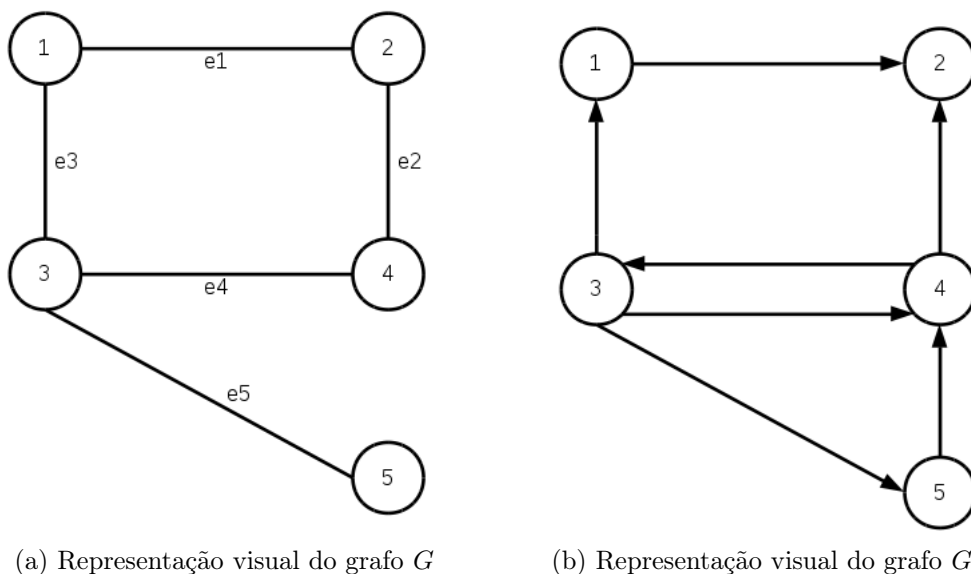 1 e1 2
e3 e2
3 e4 4
e5
5
(a) Representação visual do grafo G
1 2
3 4
5
(b) Representação visual do grafo G